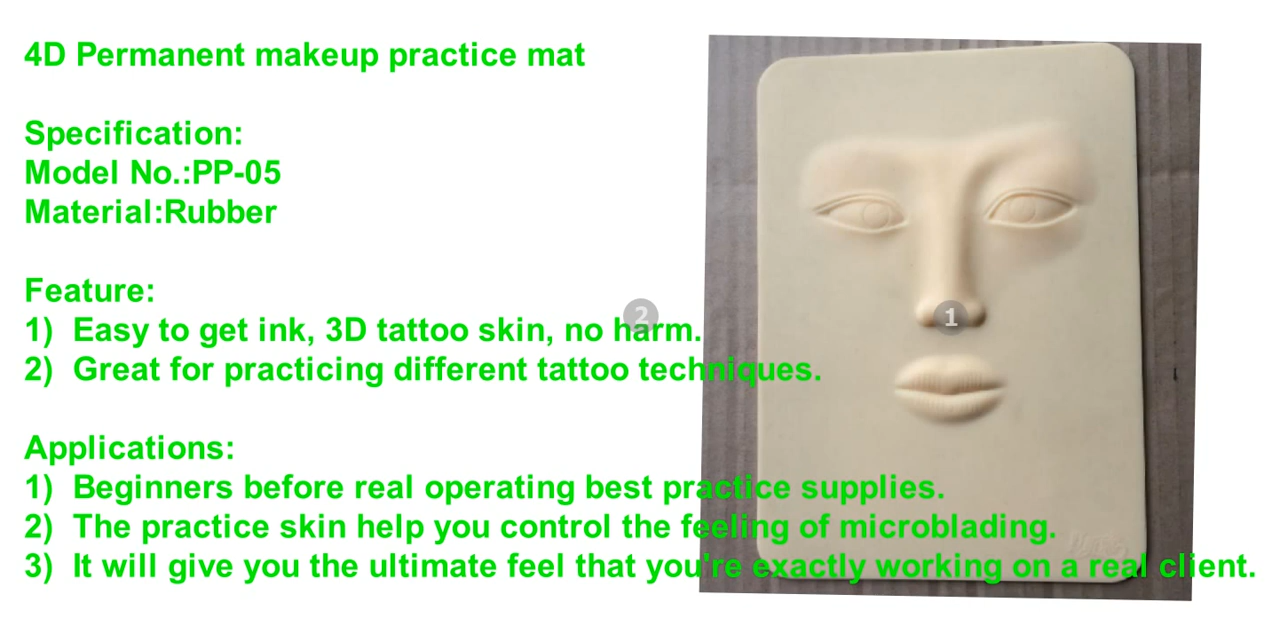 4D Permanent makeup practice mat
Specification:
Model No.:PP-05
Material:Rubber
Feature:
1) Easy to get ink, 3D tattoo skin, no harm.
2) Great for practicing different tattoo techniques.
Applications:
1) Beginners before real operating best practice supplies.
2) The practice skin help you control the feeling of microblading.
3) It will give you the ultimate feel that you're exactly working on a real client.
2
1